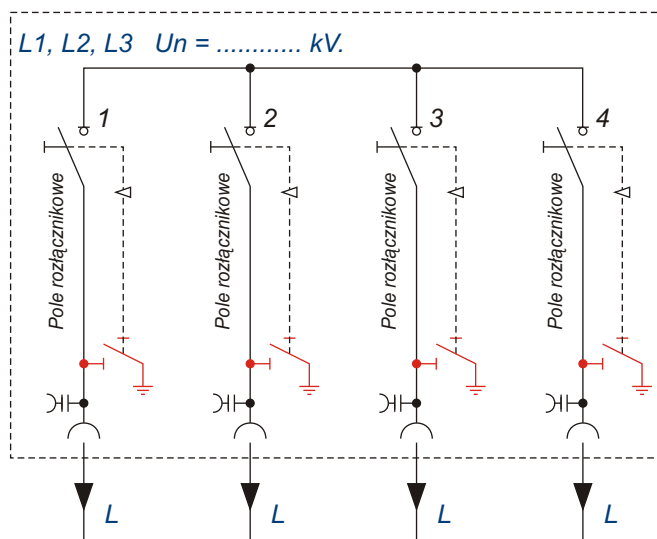 L1, L2, L3 Un = ............ kV.
1
2
3
4
Pole rozłącznikowe
Pole rozłącznikowe
Pole rozłącznikowe
Pole rozłącznikowe
L
L
L
L